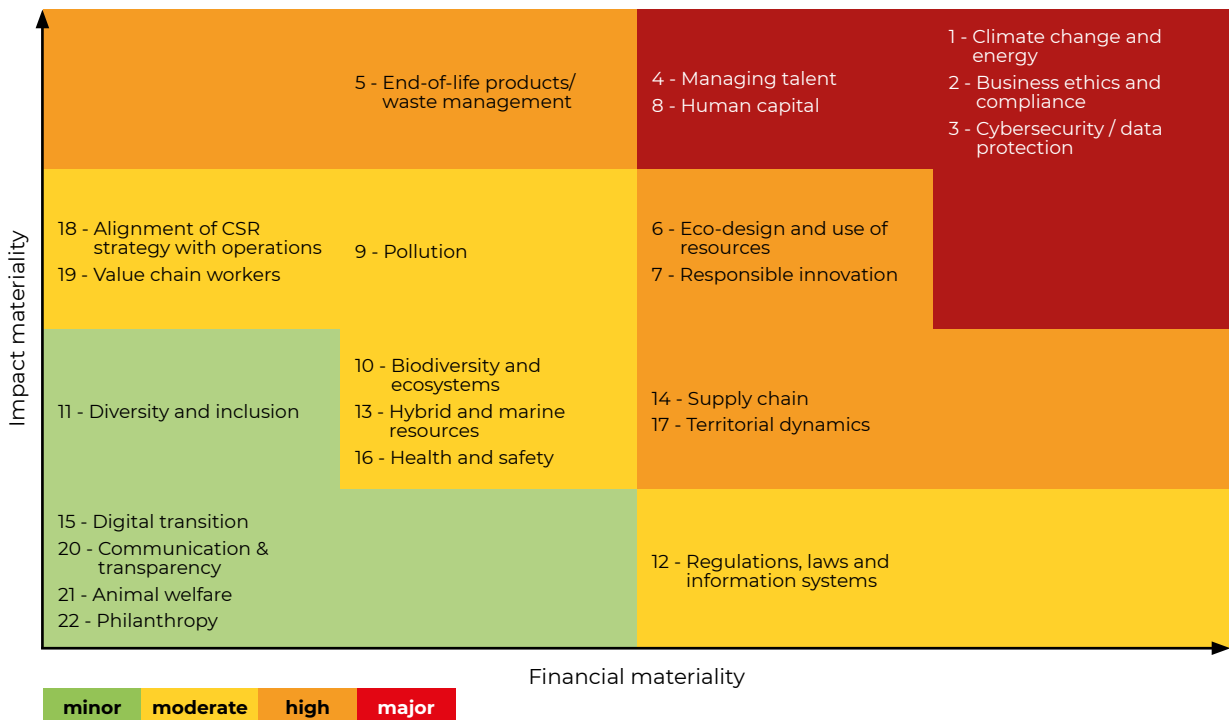 1 - Climate change and
energy
2 - Business ethics and
compliance
3 - Cybersecurity / data
protection
4 - Managing talent
8 - Human capital
5 - End-of-life products/
waste management
18 - Alignment of CSR
strategy with operations
19 - Value chain workers
9 - Pollution
6 - Eco-design and use of
resources
7 - Responsible innovation
Impact materiality
11 - Diversity and inclusion
10 - Biodiversity and
ecosystems
13 - Hybrid and marine
resources
16 - Health and safety
14 - Supply chain
17 - Territorial dynamics
15 - Digital transition
20 - Communication &
transparency
21 - Animal welfare
22 - Philanthropy
12 - Regulations, laws and
information systems
Financial materiality
minor moderate high major